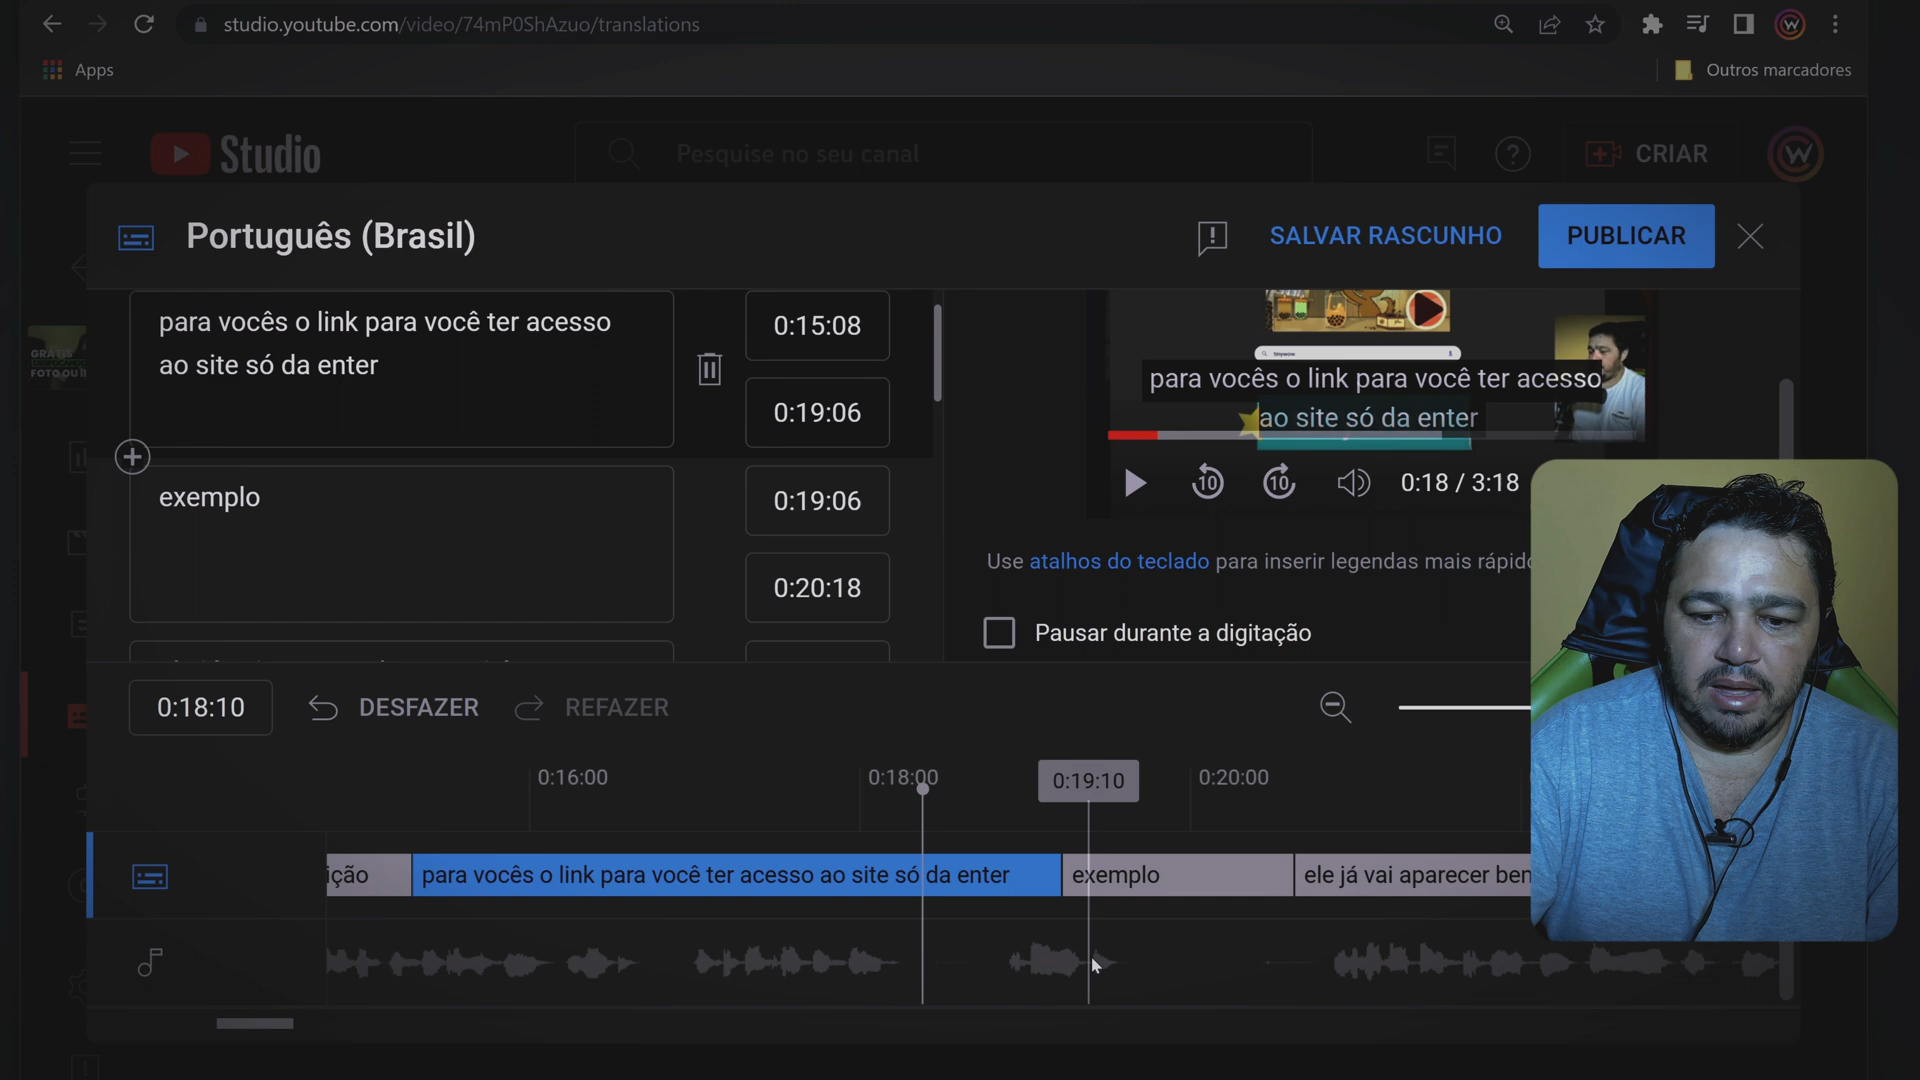 studio.youtube.com/video/74mP0ShAzuo/translations
Apps
Outros marcadores
Studio
Pesquise no seu canal
CRIAR
Português (Brasil)
SALVAR RASCUNHO
PUBLICAR
para vocês o link para você ter acesso
ao site só da enter
0:15:08
0:19:06
exemplo
0:19:06
0:20:18
GRÁTIS
FOTO OU
tinywow
para vocês o link para você ter acesso
ao site só da enter
0:18 / 3:18
Use atalhos do teclado para inserir legendas mais rápido
Pausar durante a digitação
0:18:10
DESFAZER
REFAZER
0:16:00
0:18:00
0:19:10
0:20:00
ição
para vocês o link para você ter acesso ao site só da enter
exemplo
ele já vai aparecer ben